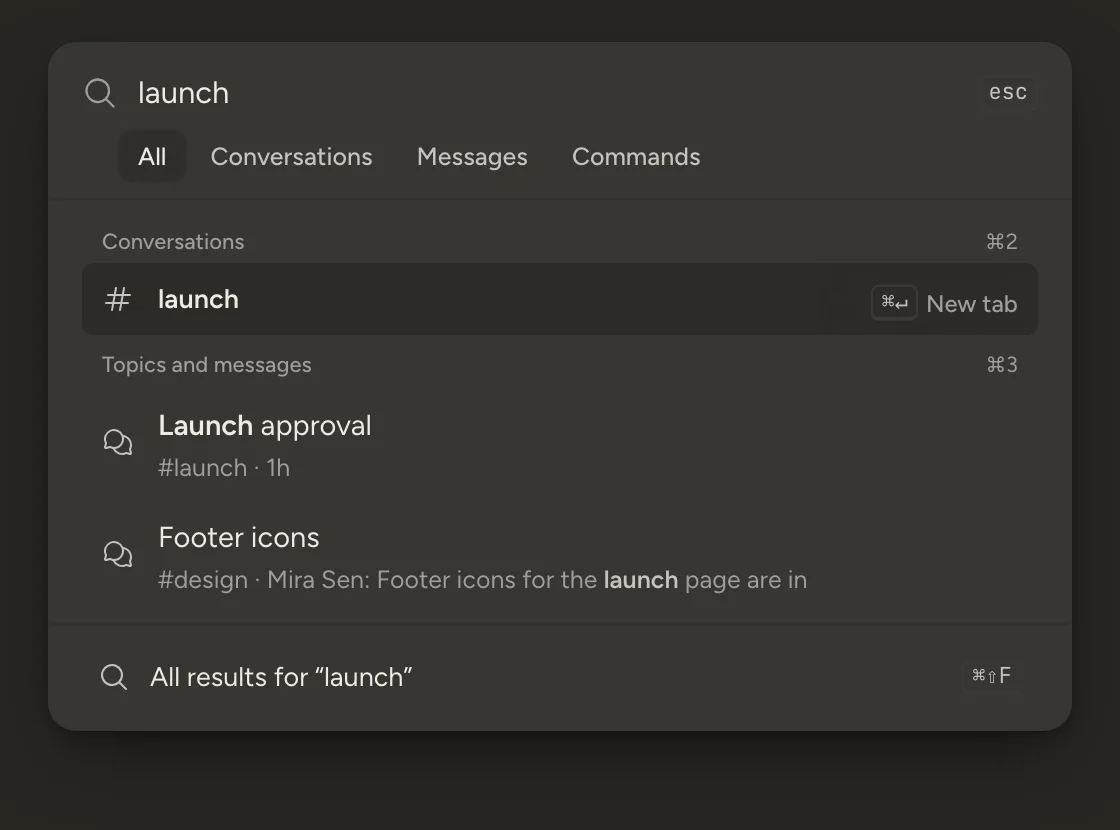 launch esc
All Conversations Messages Commands
Conversations ⌘2
# launch ⌘↵ New tab
Topics and messages ⌘3
Launch approval
#launch · 1h
Footer icons
#design · Mira Sen: Footer icons for the launch page are in
All results for “launch” ⌘⇧F